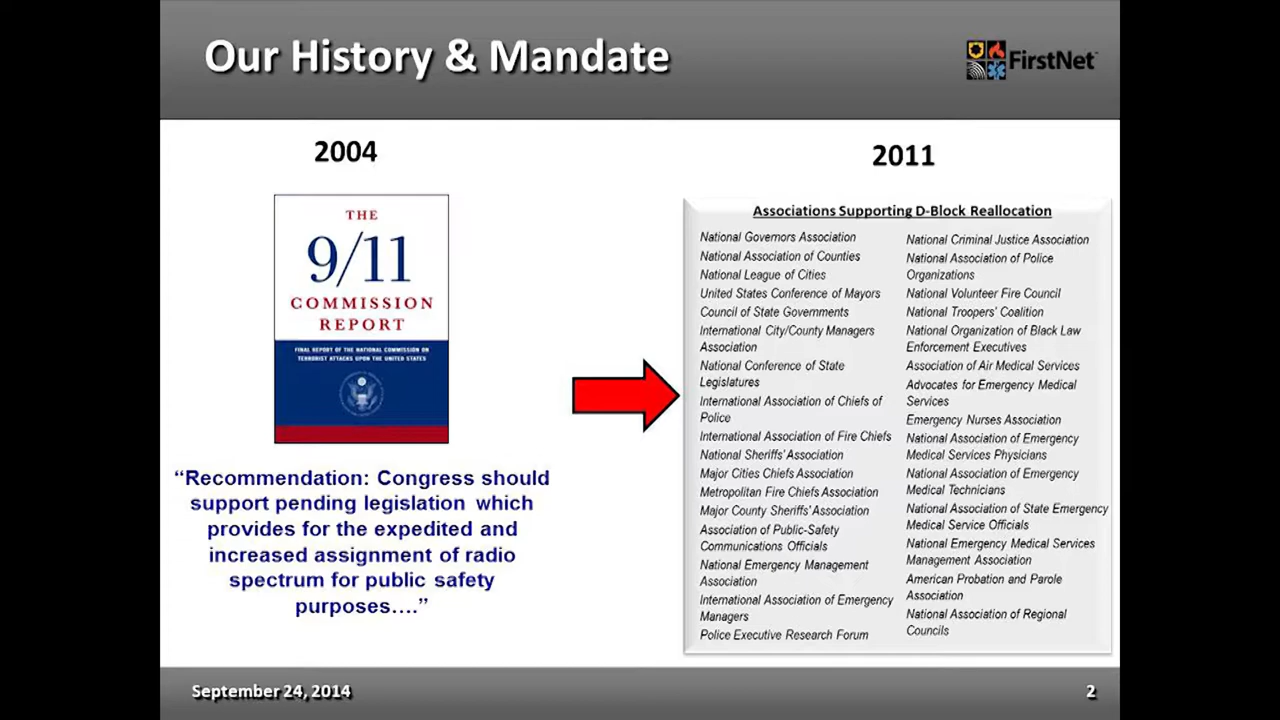 Our History & Mandate
FirstNet™
2004
THE
9/11
COMMISSION
REPORT
FINAL REPORT OF THE NATIONAL COMMISSION ON
TERRORIST ATTACKS UPON THE UNITED STATES
“Recommendation: Congress should
support pending legislation which
provides for the expedited and
increased assignment of radio
spectrum for public safety
purposes….”
2011
Associations Supporting D-Block Reallocation
National Governors Association
National Association of Counties
National League of Cities
United States Conference of Mayors
Council of State Governments
International City/County Managers
Association
National Conference of State
Legislatures
International Association of Chiefs of
Police
International Association of Fire Chiefs
National Sheriffs’ Association
Major Cities Chiefs Association
Metropolitan Fire Chiefs Association
Major County Sheriffs’ Association
Association of Public-Safety
Communications Officials
National Emergency Management
Association
International Association of Emergency
Managers
Police Executive Research Forum
National Criminal Justice Association
National Association of Police
Organizations
National Volunteer Fire Council
National Troopers’ Coalition
National Organization of Black Law
Enforcement Executives
Association of Air Medical Services
Advocates for Emergency Medical
Services
Emergency Nurses Association
National Association of Emergency
Medical Services Physicians
National Association of Emergency
Medical Technicians
National Association of State Emergency
Medical Service Officials
National Emergency Medical Services
Management Association
American Probation and Parole
Association
National Association of Regional
Councils
September 24, 2014
2